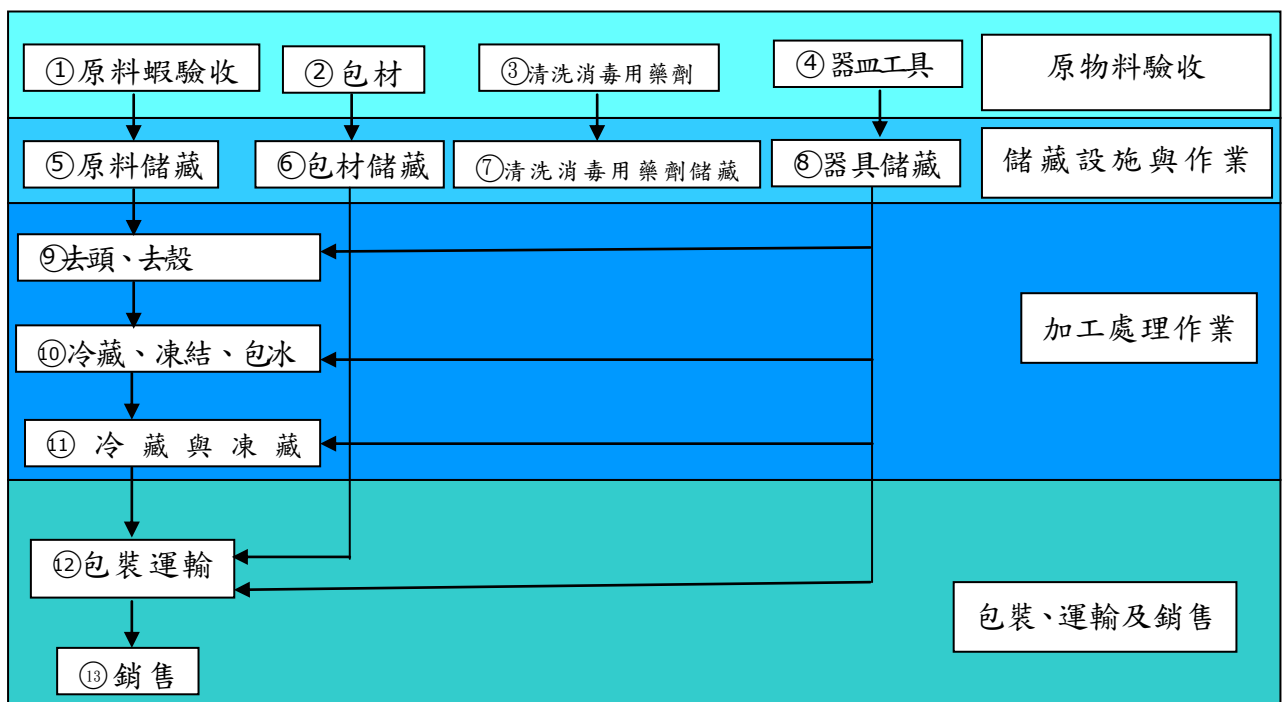 ①原料蝦驗收
②包材
③清洗消毒用藥劑
④器皿工具
原物料驗收
⑤原料儲藏
⑥包材儲藏
⑦清洗消毒用藥劑儲藏
⑧器具儲藏
儲藏設施與作業
⑨去頭、去殼
⑩冷藏、凍結、包冰
⑪冷藏與凍藏
加工處理作業
⑫包裝運輸
⑬銷售
包裝、運輸及銷售